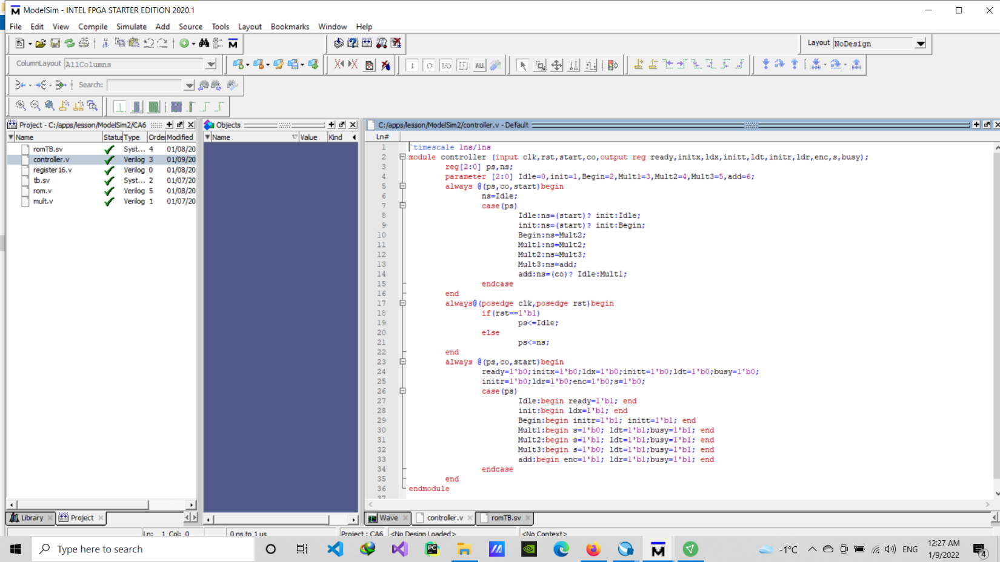 ModelSim - INTEL FPGA STARTER EDITION 2020.1
File Edit View Compile Simulate Add Source Tools Layout Bookmarks Window Help
Layout NoDesign
ColumnLayout AllColumns
Search:
Project - C:/apps/lesson/ModelSim2/CA6
Name Status Type Order Modified
romTB.sv Syst... 4 01/08/20
controller.v Verilog 3 01/09/20
register16.v Verilog 0 01/08/20
tb.sv Syst... 2 01/07/20
rom.v Verilog 5 01/08/20
mult.v Verilog 1 01/07/20
Objects
Name Value Kind
C:/apps/lesson/ModelSim2/controller.v - Default
Ln#
1 `timescale 1ns/1ns
2 module controller (input clk,rst,start,co,output reg ready,initx,ldx,initt,ldt,initr,ldr,enc,s,busy);
3 reg[2:0] ps,ns;
4 parameter [2:0] Idle=0,init=1,Begin=2,Mult1=3,Mult2=4,Mult3=5,add=6;
5 always @(ps,co,start)begin
6 ns=Idle;
7 case(ps)
8 Idle:ns=(start)? init:Idle;
9 init:ns=(start)? init:Begin;
10 Begin:ns=Mult2;
11 Mult1:ns=Mult2;
12 Mult2:ns=Mult3;
13 Mult3:ns=add;
14 add:ns=(co)? Idle:Mult1;
15 endcase
16 end
17 always@(posedge clk,posedge rst)begin
18 if(rst==1'b1)
19 ps<=Idle;
20 else
21 ps<=ns;
22 end
23 always @(ps,co,start)begin
24 ready=1'b0;initx=1'b0;ldx=1'b0;initt=1'b0;ldt=1'b0;busy=1'b0;
25 initr=1'b0;ldr=1'b0;enc=1'b0;s=1'b0;
26 case(ps)
27 Idle:begin ready=1'b1; end
28 init:begin ldx=1'b1; end
29 Begin:begin initr=1'b1; initt=1'b1; end
30 Mult1:begin s=1'b0; ldt=1'b1;busy=1'b1; end
31 Mult2:begin s=1'b1; ldt=1'b1;busy=1'b1; end
32 Mult3:begin s=1'b0; ldt=1'b1;busy=1'b1; end
33 add:begin enc=1'b1; ldr=1'b1;busy=1'b1; end
34 endcase
35 end
36 endmodule
37
Library Project
Wave controller.v romTB.sv
Ln: 1 Col: 0 0 ns to 1 us Project : CA6 <No Design Loaded> <No Context>
Type here to search
-1°C ENG 12:27 AM
1/9/2022 4